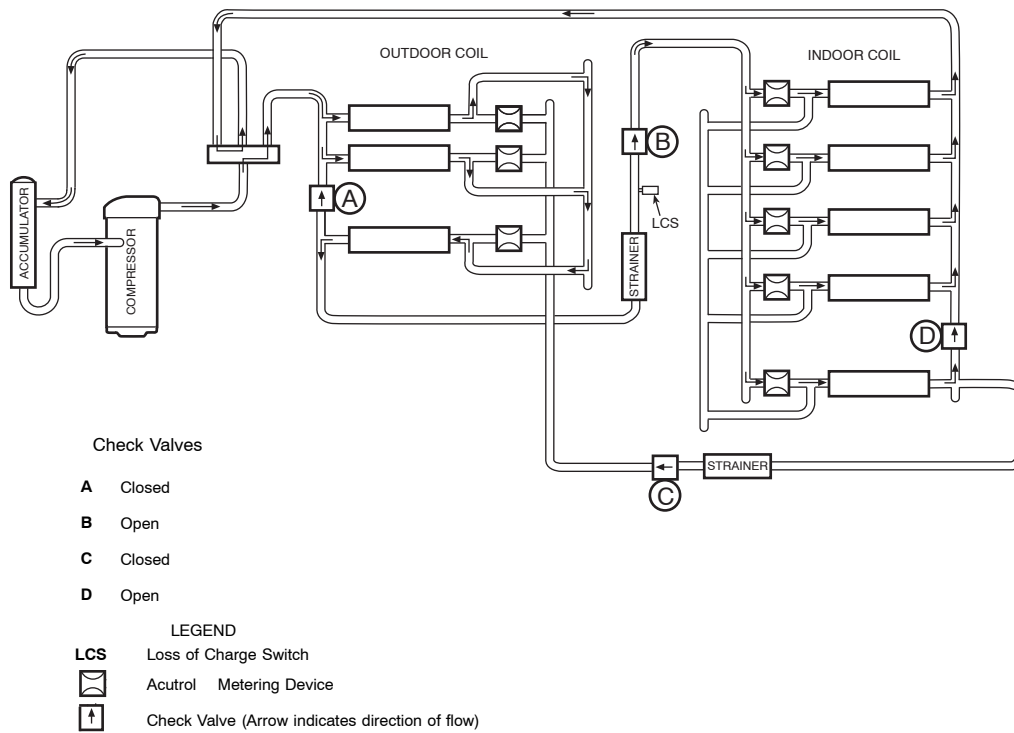 OUTDOOR COIL
INDOOR COIL
A
B
LCS
ACCUMULATOR
COMPRESSOR
STRAINER
D
STRAINER
C
Check Valves
A Closed
B Open
C Closed
D Open
LEGEND
LCS Loss of Charge Switch
Acutrol Metering Device
Check Valve (Arrow indicates direction of flow)